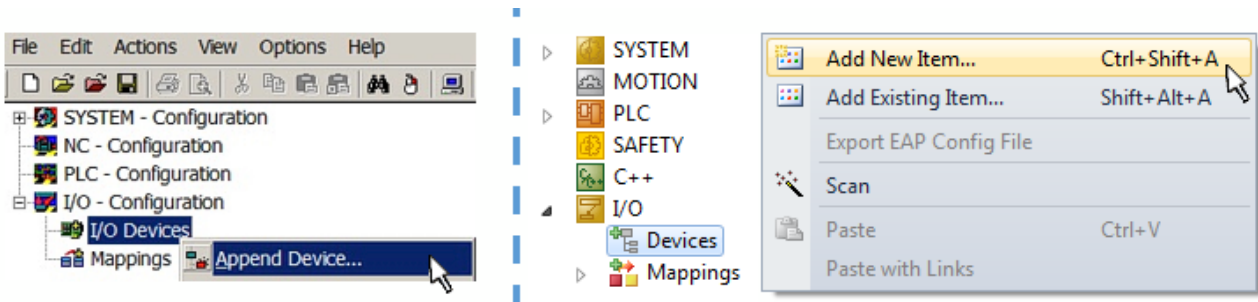 File Edit Actions View Options Help
SYSTEM - Configuration
NC - Configuration
PLC - Configuration
I/O - Configuration
I/O Devices
Mappings
Append Device...
SYSTEM
MOTION
PLC
SAFETY
C++
I/O
Devices
Mappings
Add New Item... Ctrl+Shift+A
Add Existing Item... Shift+Alt+A
Export EAP Config File
Scan
Paste Ctrl+V
Paste with Links